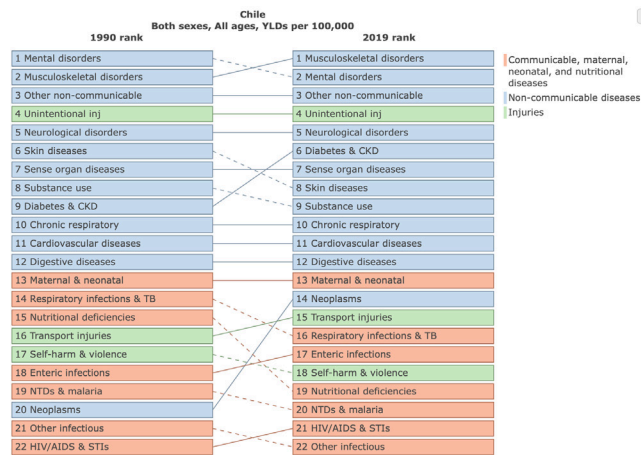 Chile
Both sexes, All ages, YLDs per 100,000
1990 rank
2019 rank
1 Mental disorders
2 Musculoskeletal disorders
3 Other non-communicable
4 Unintentional inj
5 Neurological disorders
6 Skin diseases
7 Sense organ diseases
8 Substance use
9 Diabetes & CKD
10 Chronic respiratory
11 Cardiovascular diseases
12 Digestive diseases
13 Maternal & neonatal
14 Respiratory infections & TB
15 Nutritional deficiencies
16 Transport injuries
17 Self-harm & violence
18 Enteric infections
19 NTDs & malaria
20 Neoplasms
21 Other infectious
22 HIV/AIDS & STIs
1 Musculoskeletal disorders
2 Mental disorders
3 Other non-communicable
4 Unintentional inj
5 Neurological disorders
6 Diabetes & CKD
7 Sense organ diseases
8 Skin diseases
9 Substance use
10 Chronic respiratory
11 Cardiovascular diseases
12 Digestive diseases
13 Maternal & neonatal
14 Neoplasms
15 Transport injuries
16 Respiratory infections & TB
17 Enteric infections
18 Self-harm & violence
19 Nutritional deficiencies
20 NTDs & malaria
21 HIV/AIDS & STIs
22 Other infectious
Communicable, maternal,
neonatal, and nutritional
diseases
Non-communicable diseases
Injuries